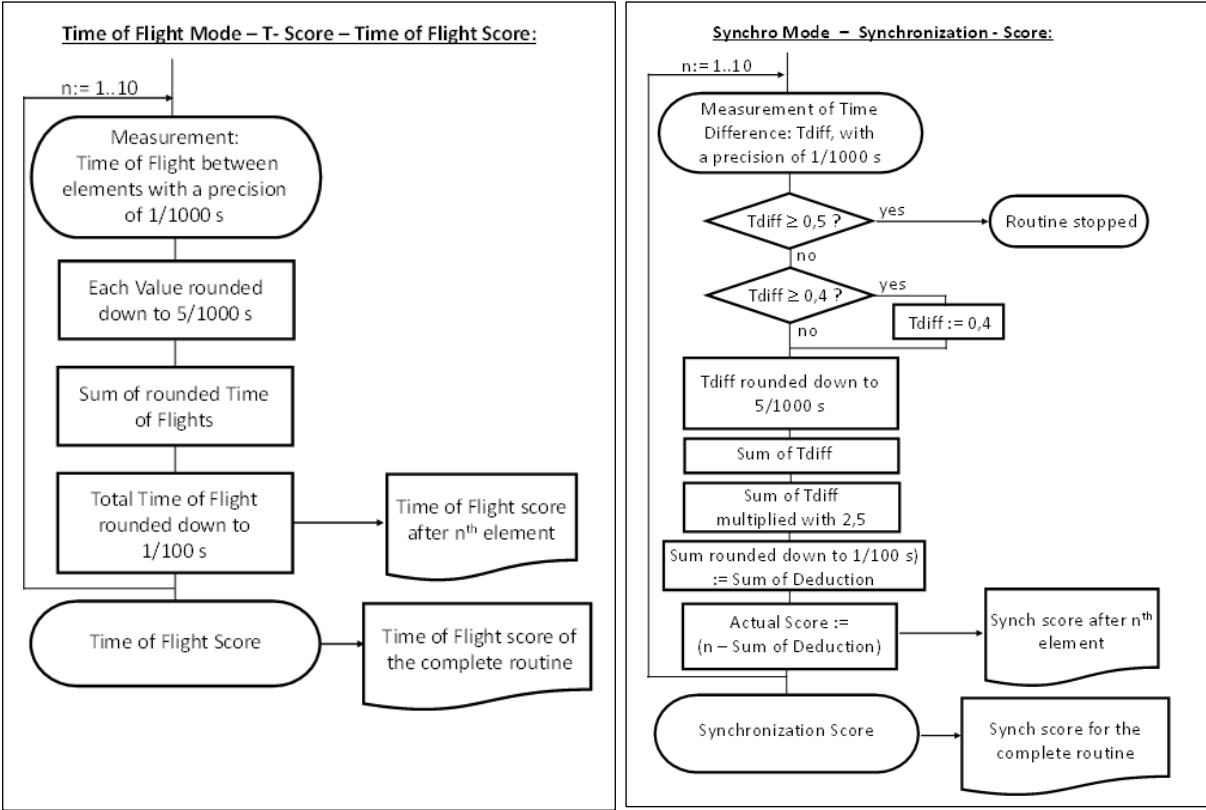 Time of Flight Mode – T- Score – Time of Flight Score:
n:= 1..10
Measurement:
Time of Flight between
elements with a precision
of 1/1000 s
Each Value rounded
down to 5/1000 s
Sum of rounded Time
of Flights
Total Time of Flight
rounded down to
1/100 s
Time of Flight score
after nth element
Time of Flight Score
Time of Flight score of
the complete routine
Synchro Mode – Synchronization - Score:
n:= 1..10
Measurement of Time
Difference: Tdiff, with
a precision of 1/1000 s
Tdiff ≥ 0,5 ?
yes
Routine stopped
no
Tdiff ≥ 0,4 ?
yes
Tdiff := 0,4
no
Tdiff rounded down to
5/1000 s
Sum of Tdiff
Sum of Tdiff
multiplied with 2,5
Sum rounded down to 1/100 s)
:= Sum of Deduction
Actual Score :=
(n – Sum of Deduction)
Synch score after nth
element
Synchronization Score
Synch score for the
complete routine